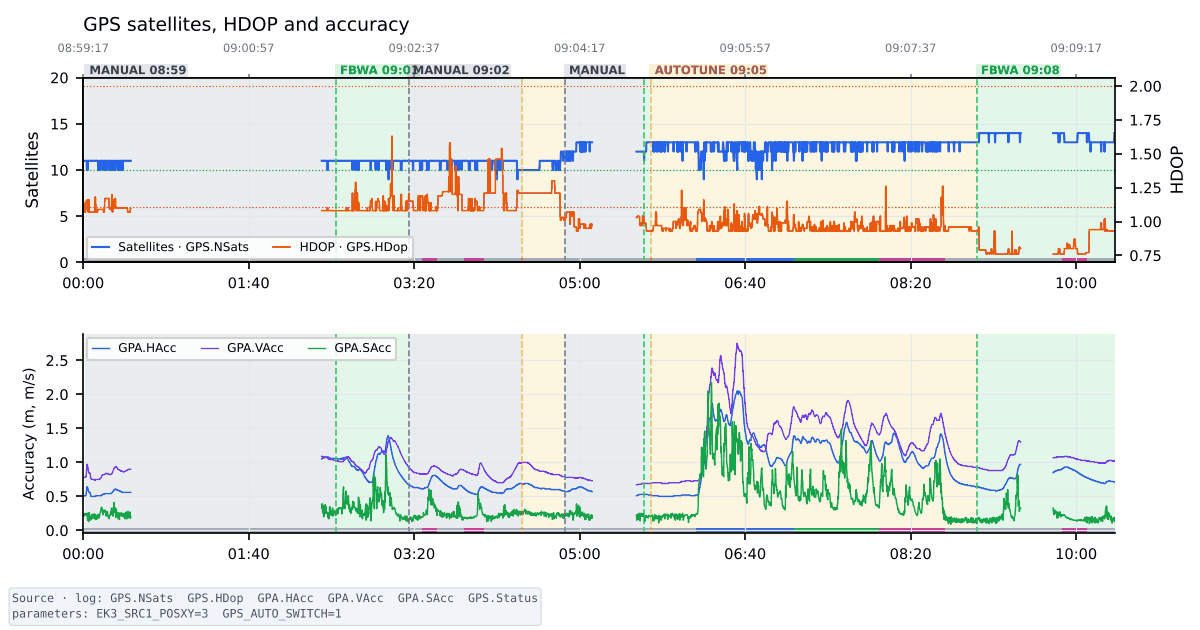 GPS satellites, HDOP and accuracy
08:59:17 09:00:57 09:02:37 09:04:17 09:05:57 09:07:37 09:09:17
MANUAL 08:59 FBWA 09:01 MANUAL 09:02 MANUAL AUTOTUNE 09:05 FBWA 09:08
20
15
10
5
0
Satellites
2.00
1.75
1.50
1.25
1.00
0.75
HDOP
Satellites · GPS.NSats HDOP · GPS.HDop
00:00 01:40 03:20 05:00 06:40 08:20 10:00
GPA.HAcc GPA.VAcc GPA.SAcc
2.5
2.0
1.5
1.0
0.5
0.0
Accuracy (m, m/s)
00:00 01:40 03:20 05:00 06:40 08:20 10:00
Source · log: GPS.NSats GPS.HDop GPA.HAcc GPA.VAcc GPA.SAcc GPS.Status
parameters: EK3_SRC1_POSXY=3 GPS_AUTO_SWITCH=1